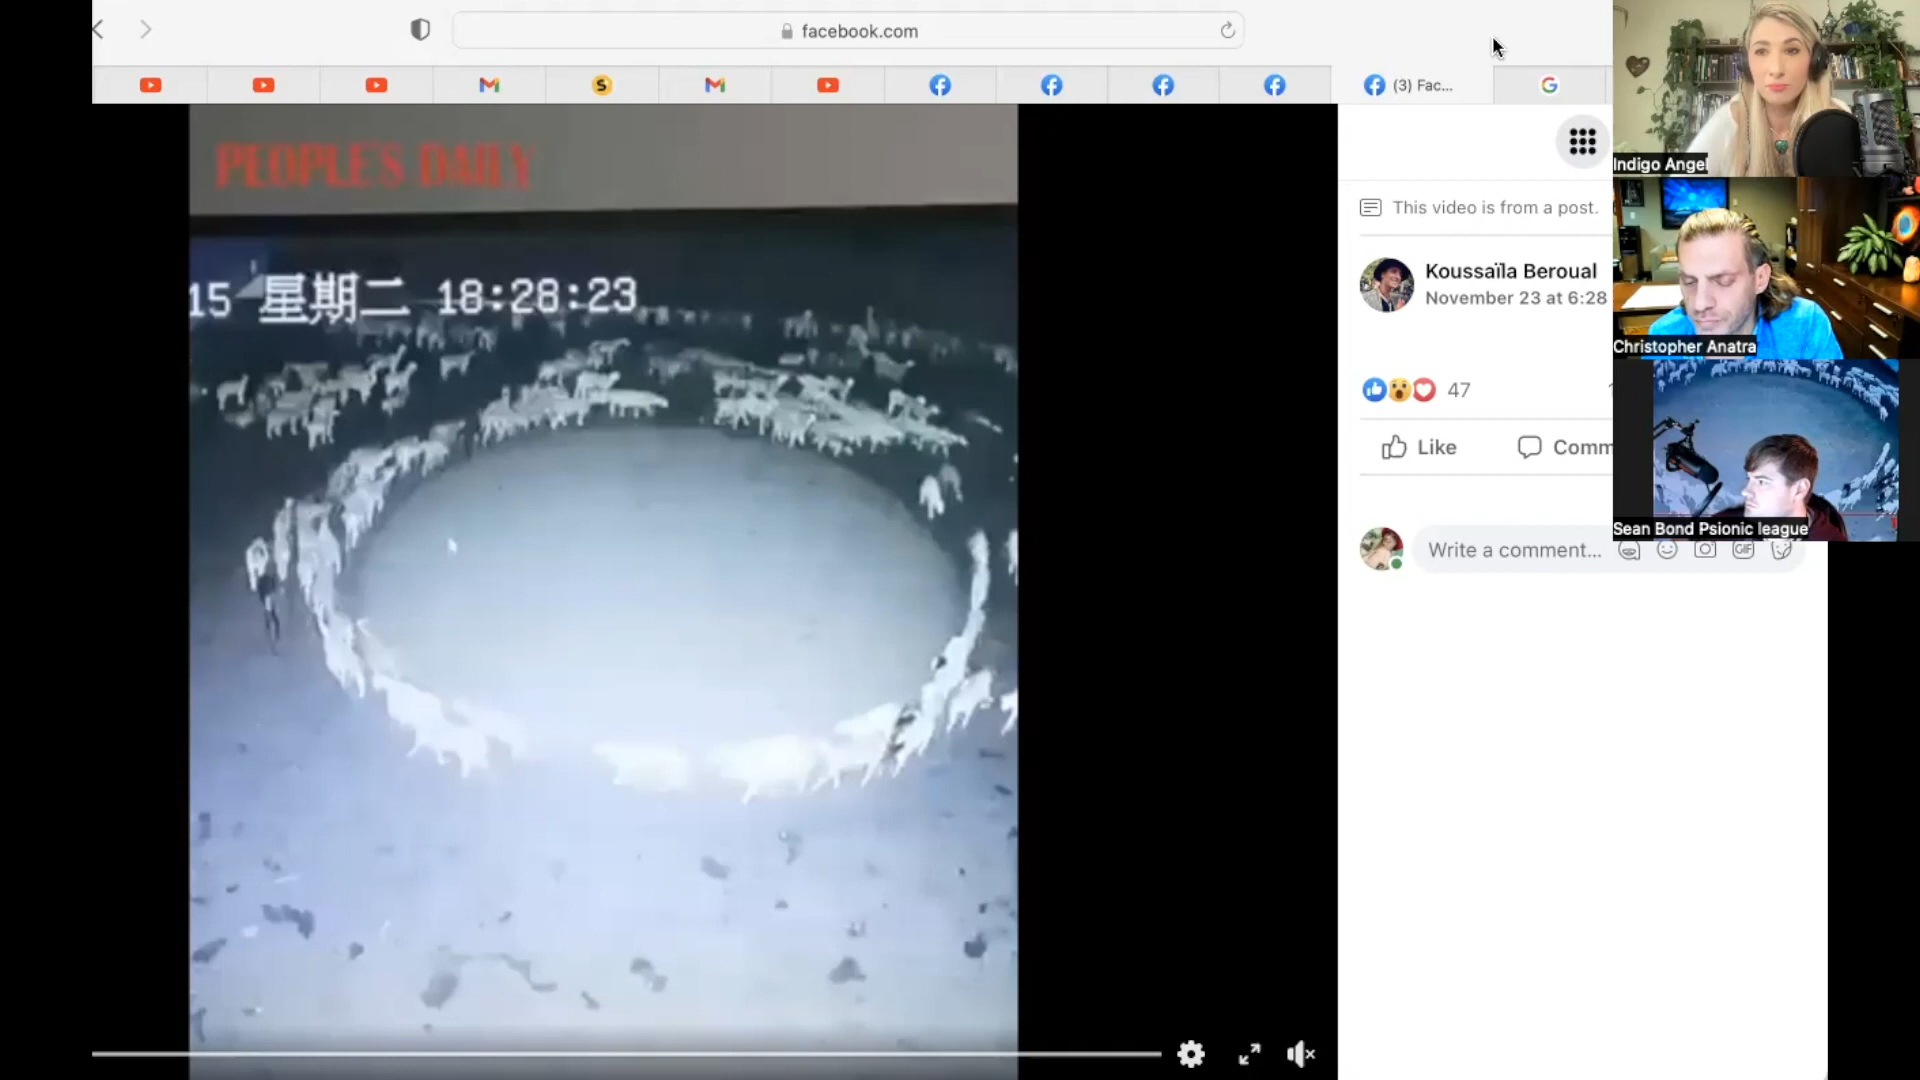 facebook.com
(3) Fac...
PEOPLE'S DAILY
15 星期二 18:28:23
This video is from a post.
Koussaïla Beroual
November 23 at 6:28
47
Like
Comm
Write a comment...
GIF
Indigo Angel
Christopher Anatra
Sean Bond Psionic league